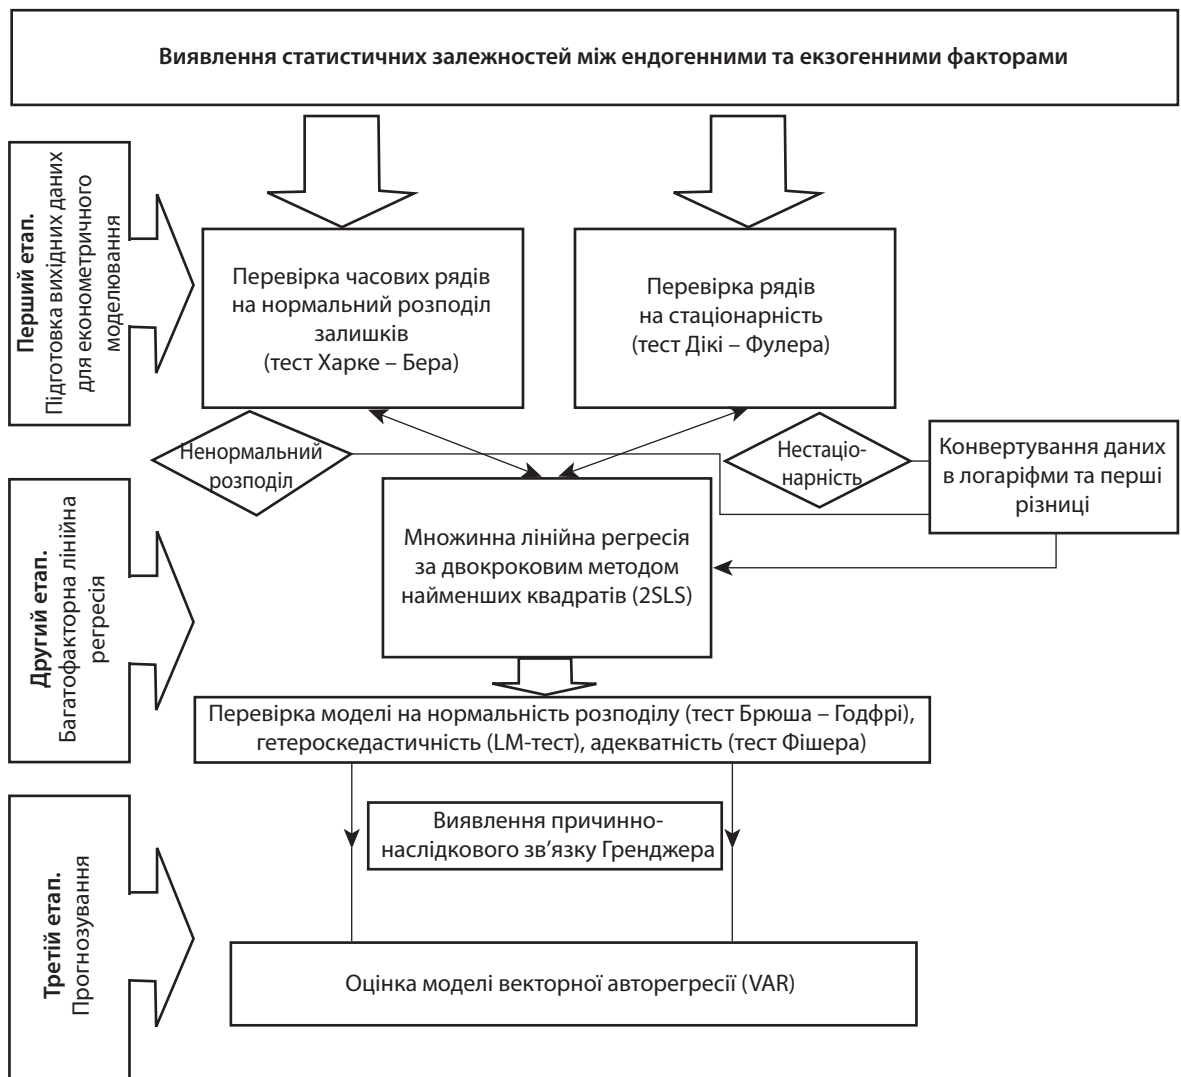 Виявлення статистичних залежностей між ендогенними та екзогенними факторами
Перший етап.
Підготовка вихідних даних
для економетричного
моделювання
Перевірка часових рядів
на нормальний розподіл
залишків
(тест Харке – Бера)
Перевірка рядів
на стаціонарність
(тест Дікі – Фулера)
Ненормальний
розподіл
Нестаціо-
нарність
Конвертування даних
в логаріфми та перші
різниці
Другий етап.
Багатофакторна лінійна
регресія
Множинна лінійна регресія
за двокроковим методом
найменших квадратів (2SLS)
Перевірка моделі на нормальність розподілу (тест Брюша – Годфрі),
гетероскедастичність (LM-тест), адекватність (тест Фішера)
Третій етап.
Прогнозування
Виявлення причинно-
наслідкового зв'язку Гренджера
Оцінка моделі векторної авторегресії (VAR)